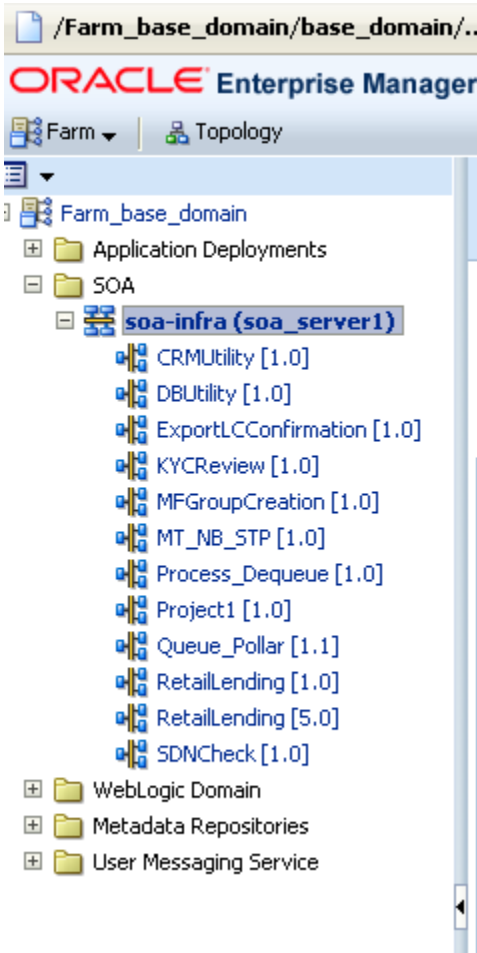 /Farm_base_domain/base_domain/..
ORACLE Enterprise Manager
Farm Topology
Farm_base_domain
Application Deployments
SOA
soa-infra (soa_server1)
CRMUtility [1.0]
DBUtility [1.0]
ExportLCConfirmation [1.0]
KYCReview [1.0]
MFGroupCreation [1.0]
MT_NB_STP [1.0]
Process_Dequeue [1.0]
Project1 [1.0]
Queue_Pollar [1.1]
RetailLending [1.0]
RetailLending [5.0]
SDNCheck [1.0]
WebLogic Domain
Metadata Repositories
User Messaging Service